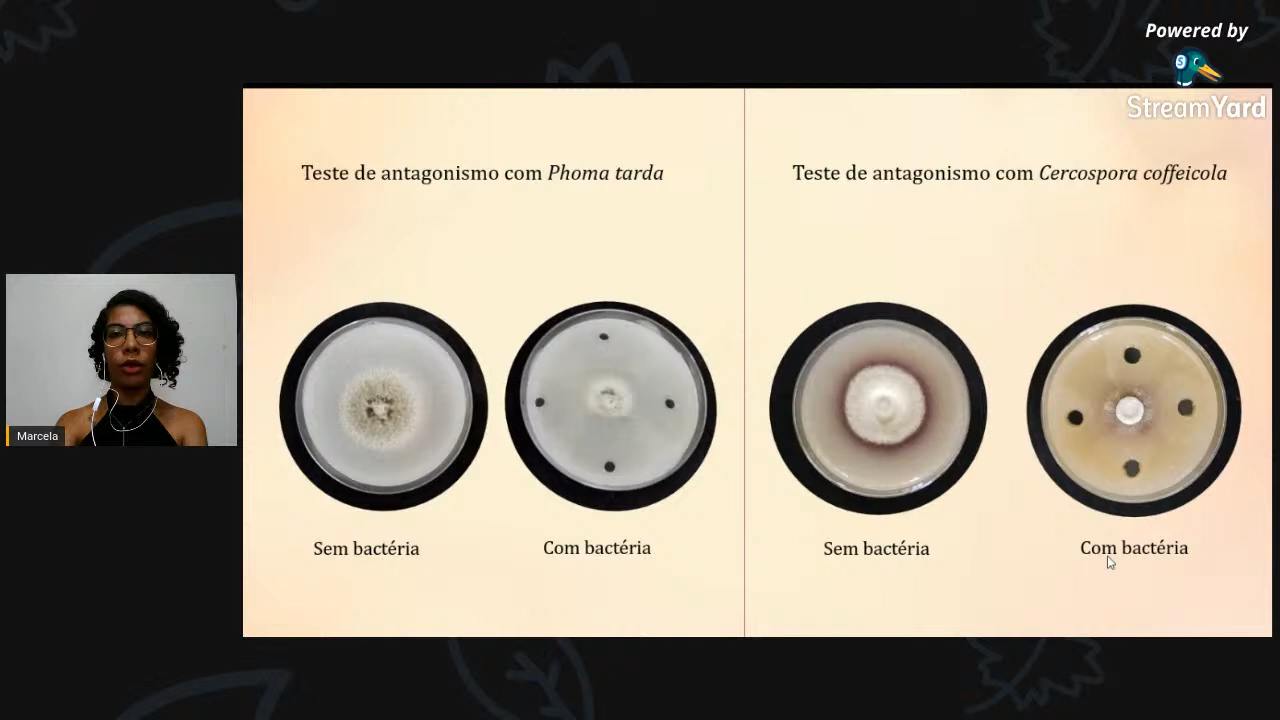 Powered by
StreamYard
Teste de antagonismo com Phoma tarda
Teste de antagonismo com Cercospora coffeicola
Marcela
Sem bactéria
Com bactéria
Sem bactéria
Com bactéria